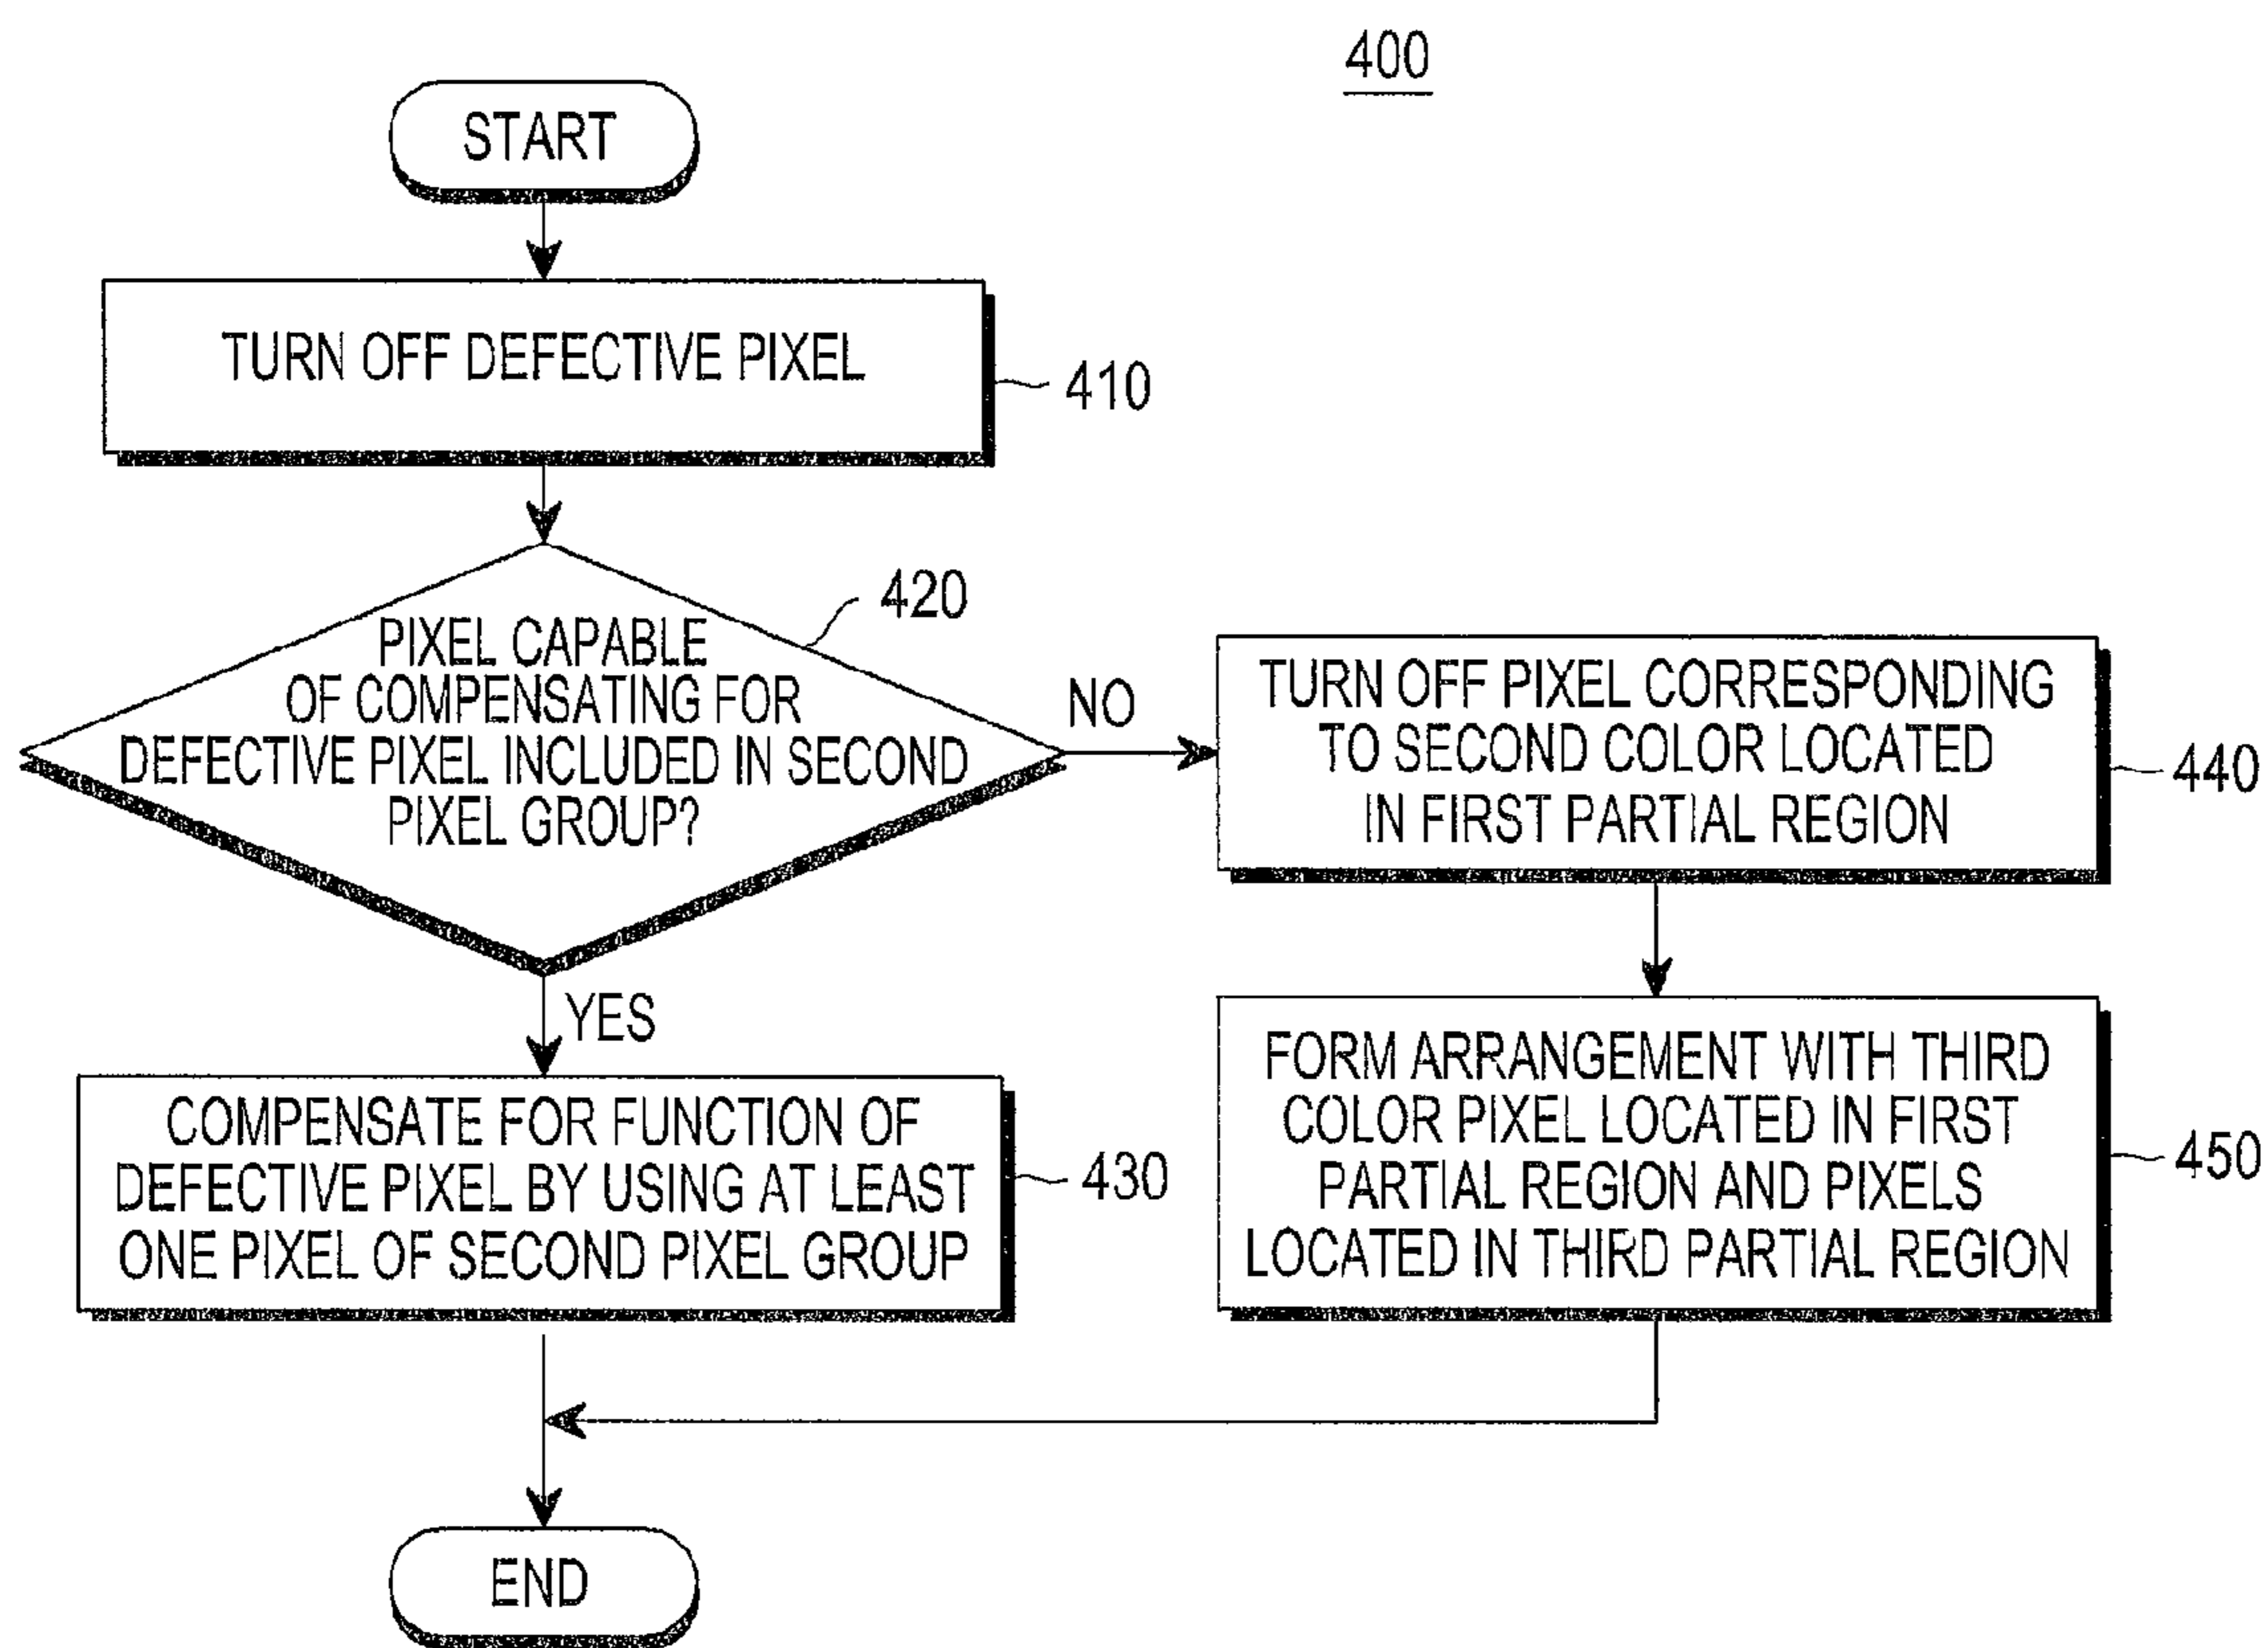 400
START
TURN OFF DEFECTIVE PIXEL
410
420
PIXEL CAPABLE
OF COMPENSATING FOR
DEFECTIVE PIXEL INCLUDED IN SECOND
PIXEL GROUP?
NO
TURN OFF PIXEL CORRESPONDING
TO SECOND COLOR LOCATED
IN FIRST PARTIAL REGION
440
YES
COMPENSATE FOR FUNCTION OF
DEFECTIVE PIXEL BY USING AT LEAST
ONE PIXEL OF SECOND PIXEL GROUP
430
FORM ARRANGEMENT WITH THIRD
COLOR PIXEL LOCATED IN FIRST
PARTIAL REGION AND PIXELS
LOCATED IN THIRD PARTIAL REGION
450
END